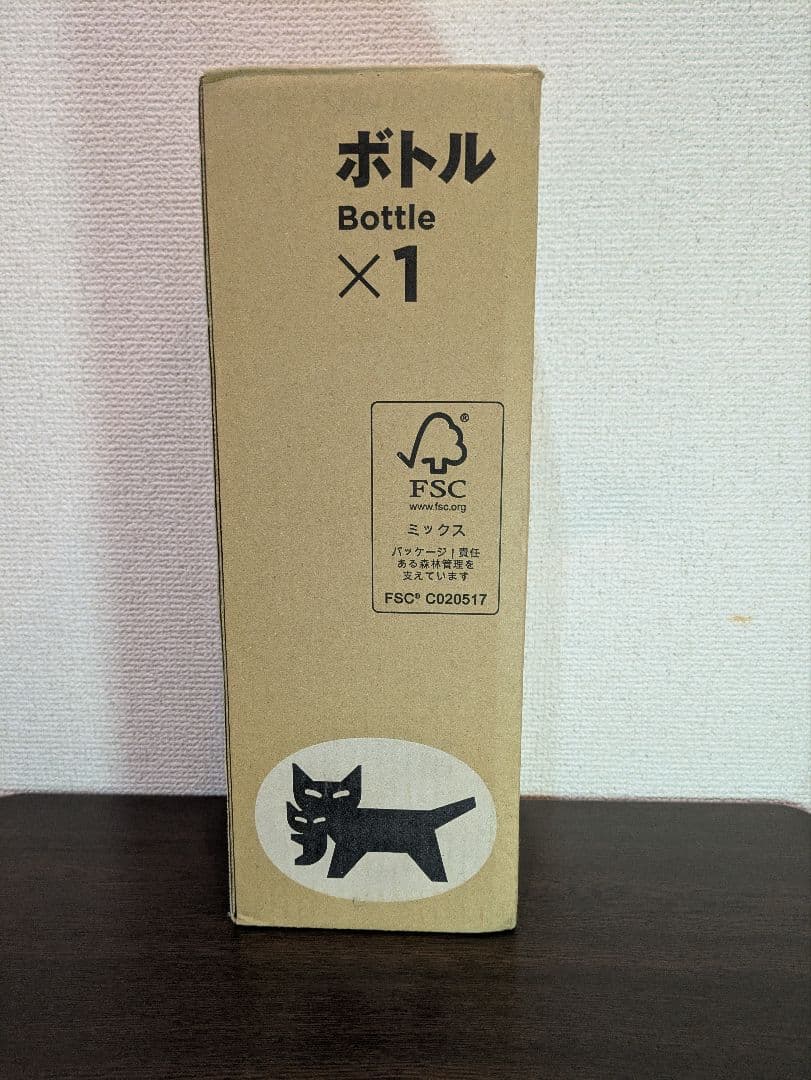 ボトル
Bottle
×1
®
FSC
www.fsc.org
ミックス
パッケージ | 責任
ある森林管理を
支えています
FSC® C020517